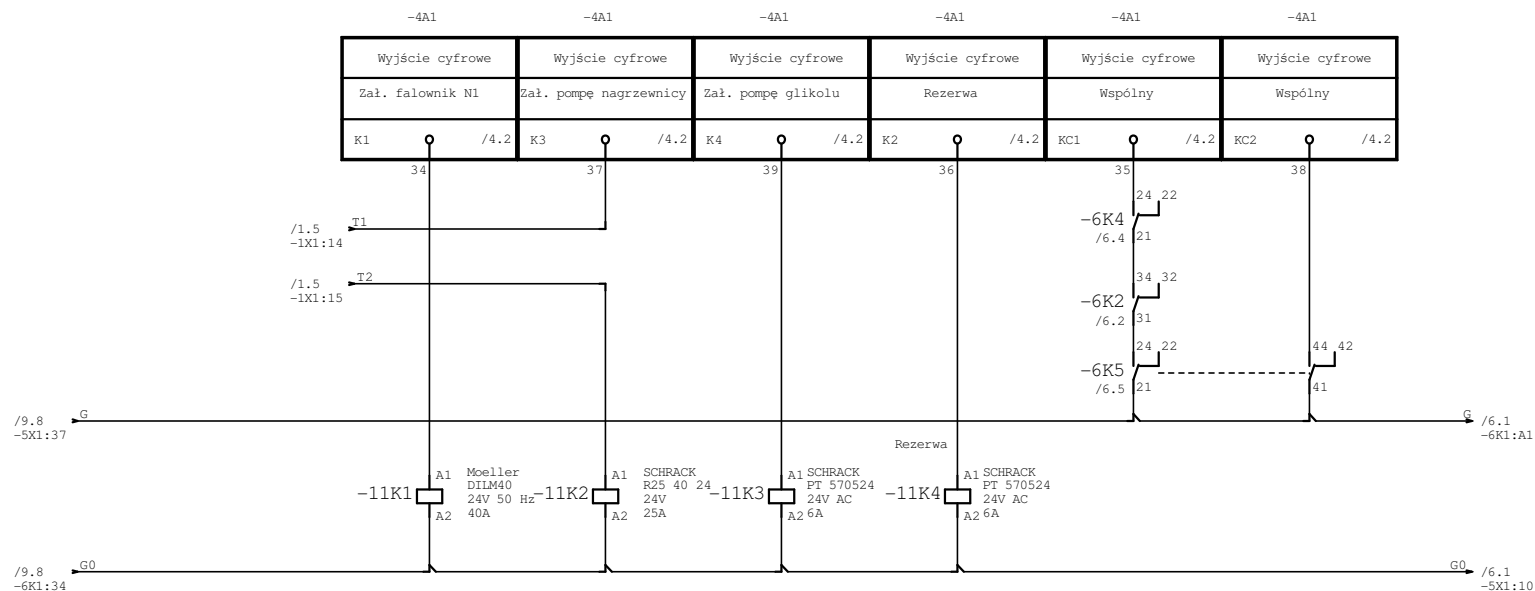 -4A1 -4A1 -4A1 -4A1 -4A1 -4A1
Wyjście cyfrowe Wyjście cyfrowe Wyjście cyfrowe Wyjście cyfrowe Wyjście cyfrowe Wyjście cyfrowe
Zał. falownik N1 Zał. pompę nagrzewnicy Zał. pompę glikolu Rezerwa Wspólny Wspólny
K1 /4.2 K3 /4.2 K4 /4.2 K2 /4.2 KC1 /4.2 KC2 /4.2
34 37 39 36 35 38
24 22
-6K4
/6.4 21
T1
/1.5
-1X1:14
T2
/1.5
-1X1:15
34 32
-6K2
/6.2 31
24 22 44 42
-6K5
/6.5 21 41
G G
/9.8 /6.1
-5X1:37 -6K1:A1
Rezerwa
-11K1 A1 A2
Moeller
DILM40
24V 50 Hz
40A
-11K2 A1 A2
SCHRACK
R25 40 24
24V
25A
-11K3 A1 A2
SCHRACK
PT 570524
24V AC
6A
-11K4 A1 A2
SCHRACK
PT 570524
24V AC
6A
G0 G0
/9.8 /6.1
-6K1:34 -5X1:10